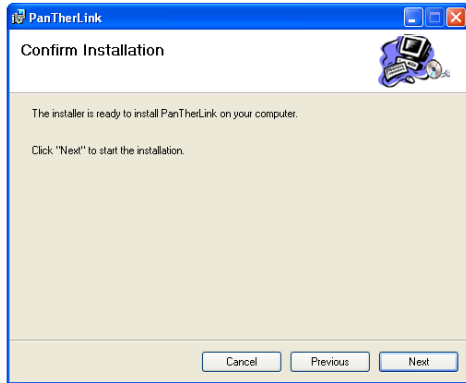 PanTherLink
Confirm Installation
The installer is ready to install PanTherLink on your computer.
Click "Next" to start the installation.
Cancel
Previous
Next